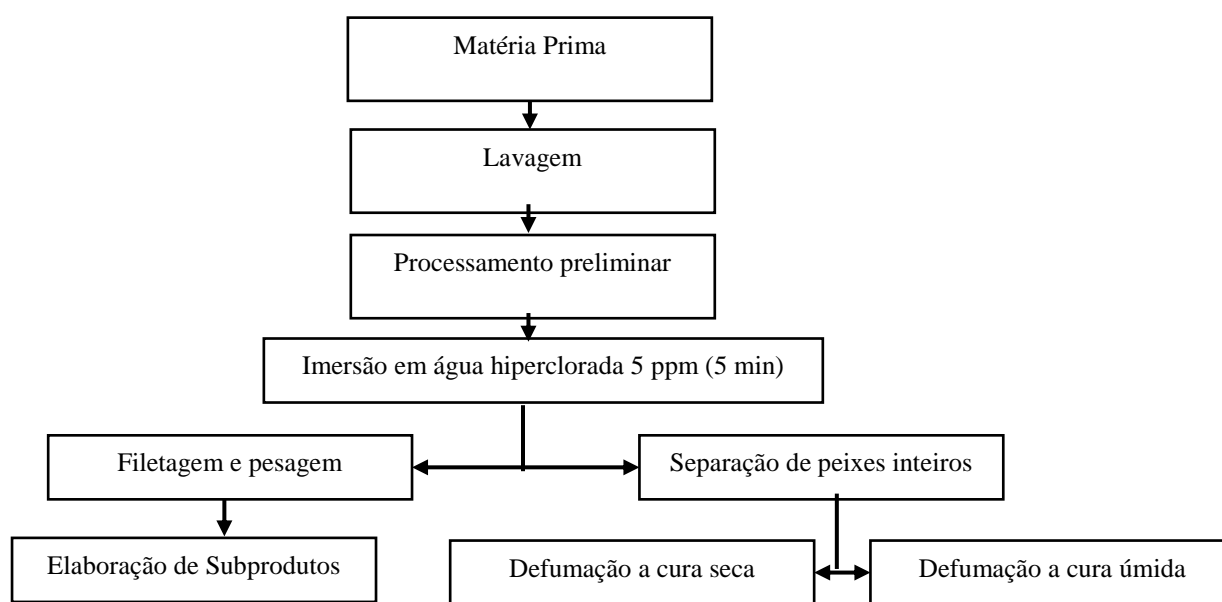 Matéria Prima
Lavagem
Processamento preliminar
Imersão em água hiperclorada 5 ppm (5 min)
Filetagem e pesagem
Separação de peixes inteiros
Elaboração de Subprodutos
Defumação a cura seca
Defumação a cura úmida